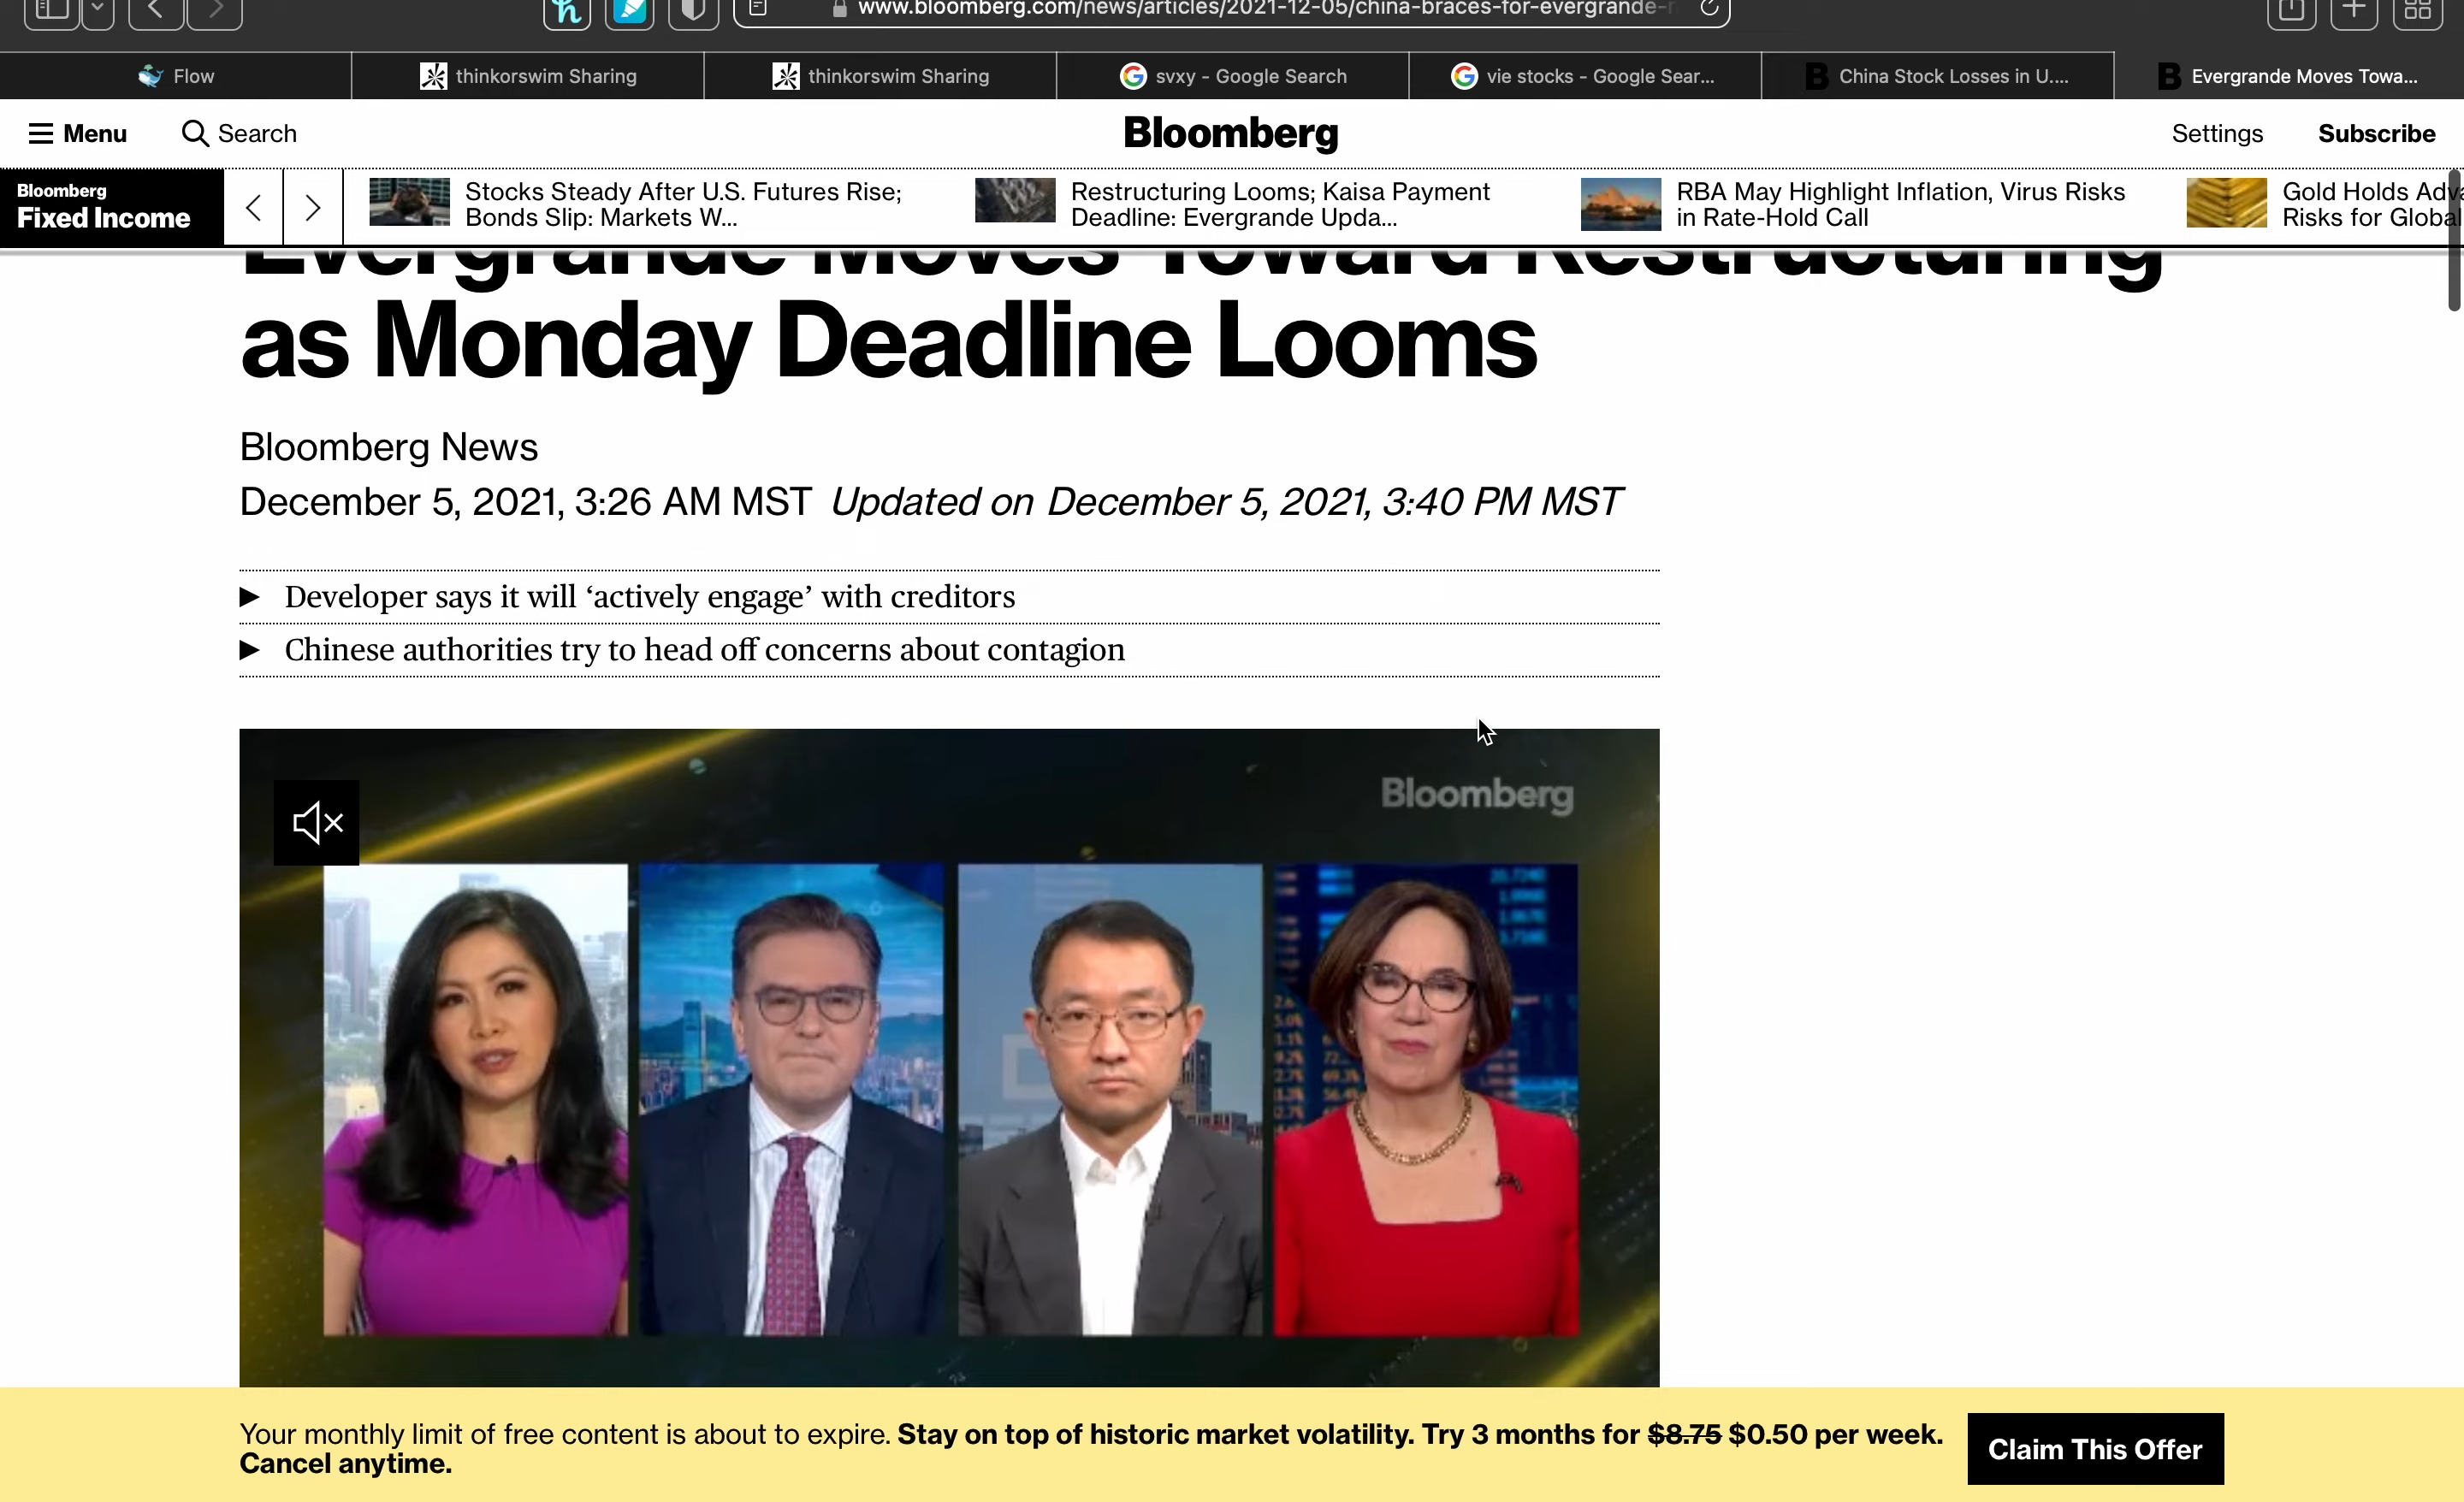 www.bloomberg.com/news/articles/2021-12-05/china-braces-for-evergrande-r
Flow
thinkorswim Sharing
thinkorswim Sharing
svxy - Google Search
vie stocks - Google Sear...
China Stock Losses in U....
Evergrande Moves Towa...
Menu
Search
Bloomberg
Settings
Subscribe
Bloomberg
Fixed Income
Stocks Steady After U.S. Futures Rise;
Bonds Slip: Markets W...
Restructuring Looms; Kaisa Payment
Deadline: Evergrande Upda...
RBA May Highlight Inflation, Virus Risks
in Rate-Hold Call
Gold Holds Adva
Risks for Global
Evergrande Moves Toward Restructuring
as Monday Deadline Looms
Bloomberg News
December 5, 2021, 3:26 AM MST Updated on December 5, 2021, 3:40 PM MST
Developer says it will ‘actively engage’ with creditors
Chinese authorities try to head off concerns about contagion
Bloomberg
Your monthly limit of free content is about to expire. Stay on top of historic market volatility. Try 3 months for $8.75 $0.50 per week.
Cancel anytime.
Claim This Offer